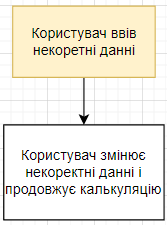 Користувач ввів
некоретні данні
Користувач змінює
некоректні данні і
продовжує калькуляцію